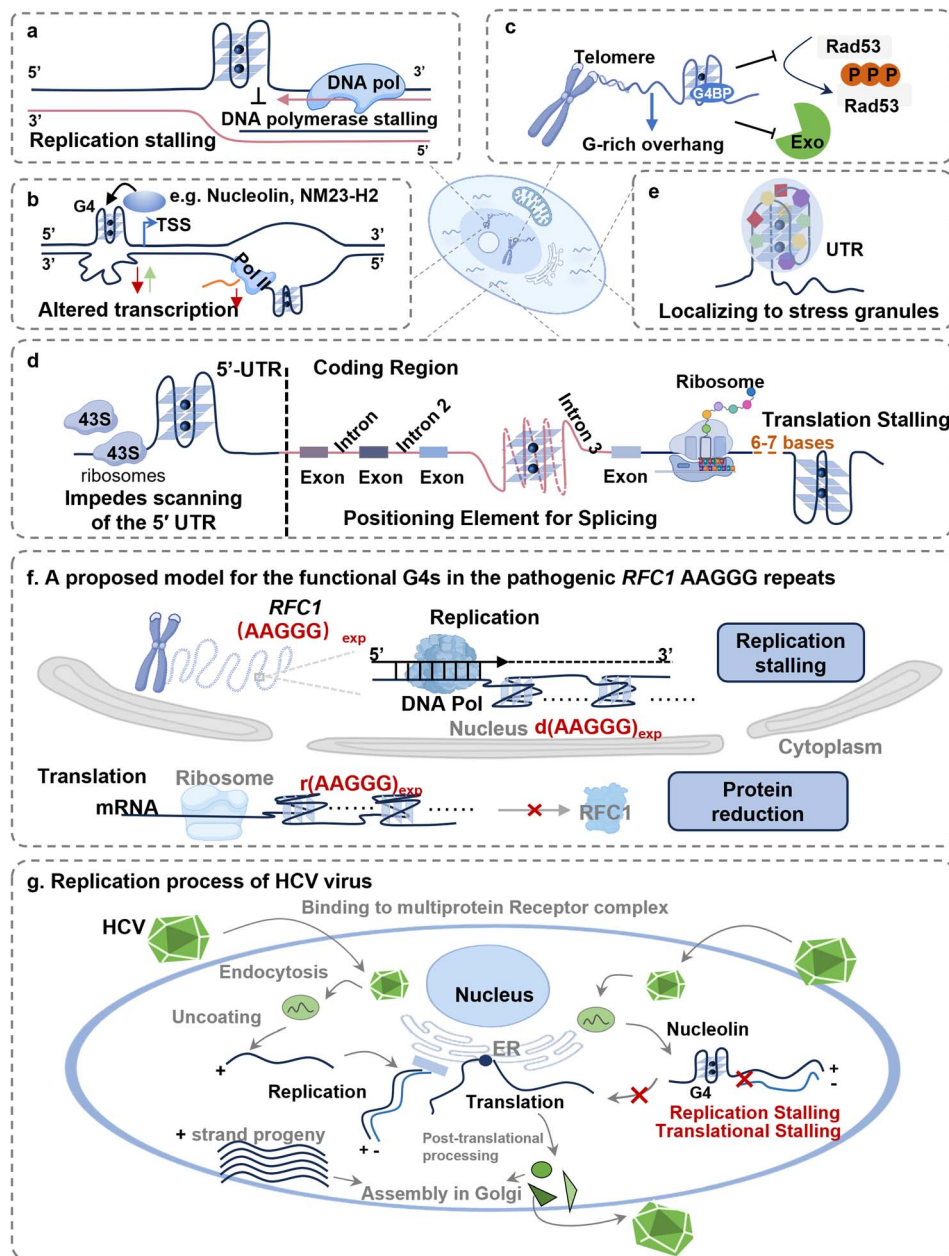 a
5’
3’
DNA pol
DNA polymerase stalling
3’
Replication stalling
5’
b
G4
e.g. Nucleolin, NM23-H2
TSS
5’
3’
3’
5’
Pol II
Altered transcription
c
Telomere
G4BP
G-rich overhang
Rad53
P P P
Rad53
Exo
e
UTR
Localizing to stress granules
d
5’-UTR
Coding Region
43S
43S
ribosomes
Impedes scanning
of the 5′ UTR
Intron
Intron 2
Intron 3
Exon
Exon
Exon
Exon
Positioning Element for Splicing
Ribosome
Translation Stalling
6-7 bases
f. A proposed model for the functional G4s in the pathogenic RFC1 AAGGG repeats
RFC1
(AAGGG) exp
Replication
5’
3’
DNA Pol
Replication
stalling
Nucleus d(AAGGG)exp
Cytoplasm
Translation
mRNA
Ribosome
r(AAGGG)exp
RFC1
Protein
reduction
g. Replication process of HCV virus
HCV
Binding to multiprotein Receptor complex
Endocytosis
Uncoating
Nucleus
Nucleolin
ER
+
Replication
Translation
G4
+
-
Replication Stalling
Translational Stalling
+ -
+ strand progeny
Post-translational
processing
Assembly in Golgi